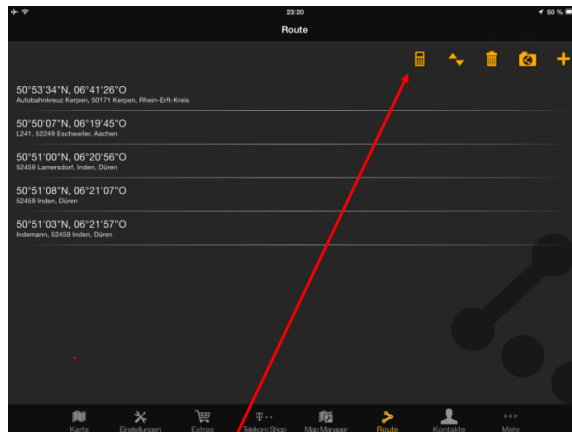 23:20
50 %
Route
50°53'34"N, 06°41'26"O
Autobahnkreuz Kerpen, 50171 Kerpen, Rhein-Erft-Kreis
50°50'07"N, 06°19'45"O
L241, 52249 Eschweiler, Aachen
50°51'00"N, 06°20'56"O
52459 Lamersdorf, Inden, Düren
50°51'08"N, 06°21'07"O
52459 Inden, Düren
50°51'03"N, 06°21'57"O
Indemann, 52459 Inden, Düren
Karte Einstellungen Extras Telekom Shop Map Manager Route Kontakte Mehr